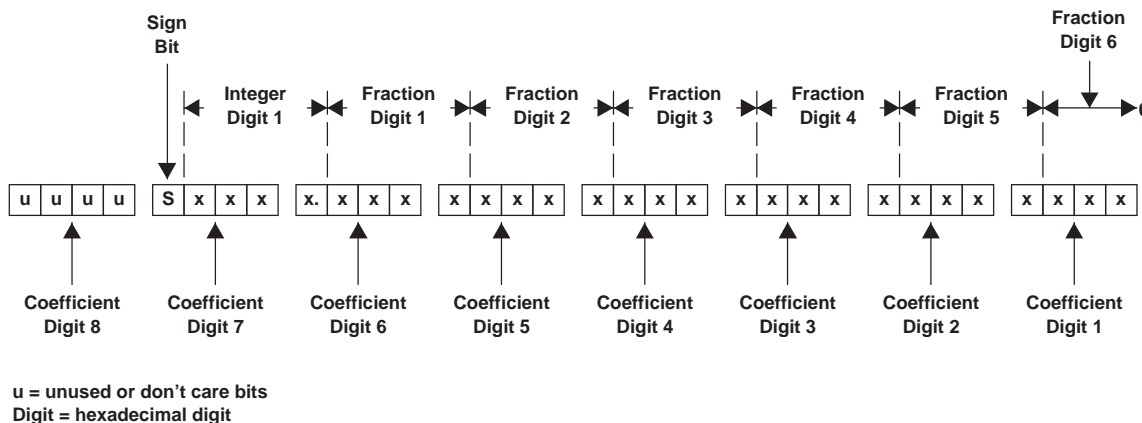 Sign
Bit
Fraction
Digit 6
Integer
Digit 1
Fraction
Digit 1
Fraction
Digit 2
Fraction
Digit 3
Fraction
Digit 4
Fraction
Digit 5
u u u u S x x x x. x x x x x x x x x x x x x x x x x x x x x x x
Coefficient
Digit 8
Coefficient
Digit 7
Coefficient
Digit 6
Coefficient
Digit 5
Coefficient
Digit 4
Coefficient
Digit 3
Coefficient
Digit 2
Coefficient
Digit 1
u = unused or don’t care bits
Digit = hexadecimal digit